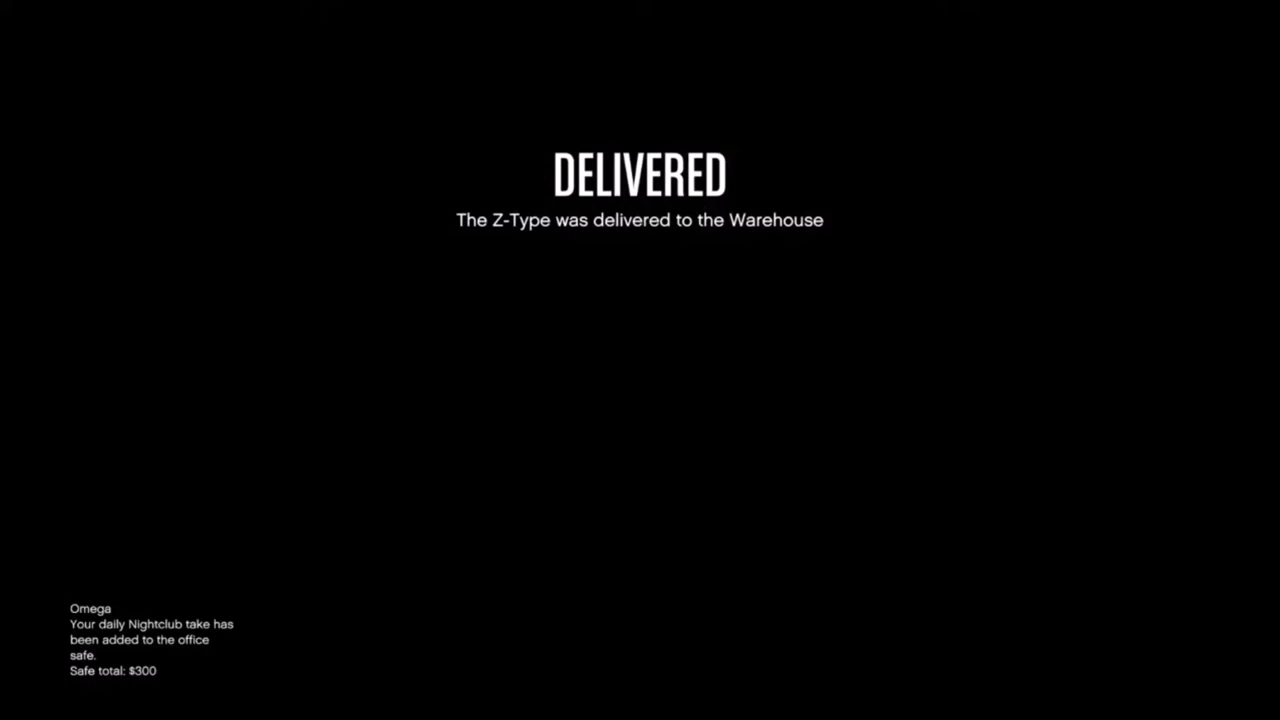 DELIVERED
The Z-Type was delivered to the Warehouse
Omega
Your daily Nightclub take has
been added to the office
safe.
Safe total: $300